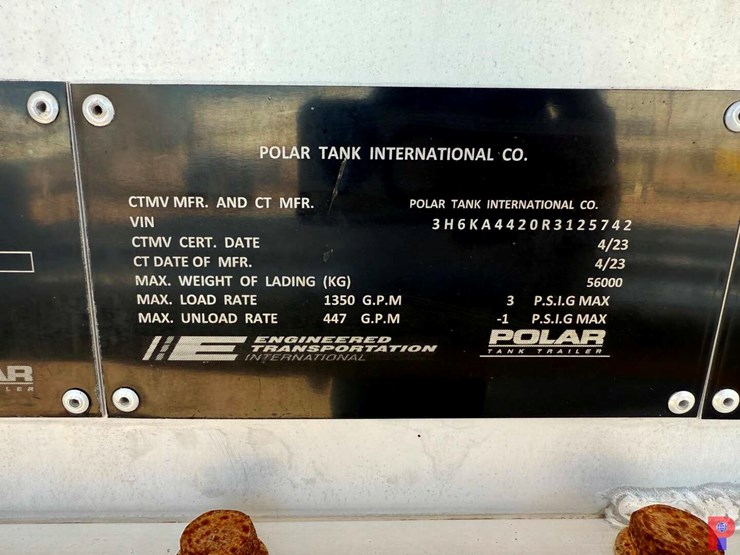 POLAR TANK INTERNATIONAL CO.
CTMV MFR. AND CT MFR. POLAR TANK INTERNATIONAL CO.
VIN 3H6KA4420R3125742
CTMV CERT. DATE 4/23
CT DATE OF MFR. 4/23
MAX. WEIGHT OF LADING (KG) 56000
MAX. LOAD RATE 1350 G.P.M 3 P.S.I.G MAX
MAX. UNLOAD RATE 447 G.P.M -1 P.S.I.G MAX
E ENGINEERED
TRANSPORTATION
INTERNATIONAL
POLAR
TANK TRAILER